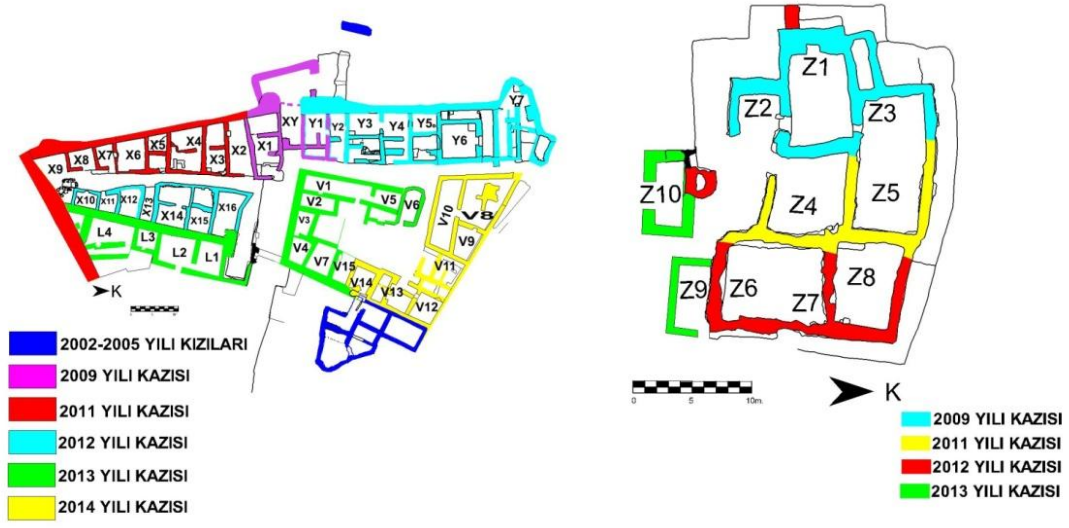 Y7
XY
Y1
Y2
Y3
Y4
Y5
Y6
X1
X2
X3
X4
X5
X6
X7
X8
X9
X10
X11
X12
X13
X14
X15
X16
L4
L3
L2
L1
V1
V2
V3
V4
V5
V6
V7
V15
V14
V13
V12
V11
V10
V9
V8
K
2002-2005 YILI KIZILARI
2009 YILI KAZISI
2011 YILI KAZISI
2012 YILI KAZISI
2013 YILI KAZISI
2014 YILI KAZISI
Z1
Z2
Z3
Z10
Z4
Z5
Z9
Z6
Z7
Z8
0 5 10m.
K
2009 YILI KAZISI
2011 YILI KAZISI
2012 YILI KAZISI
2013 YILI KAZISI